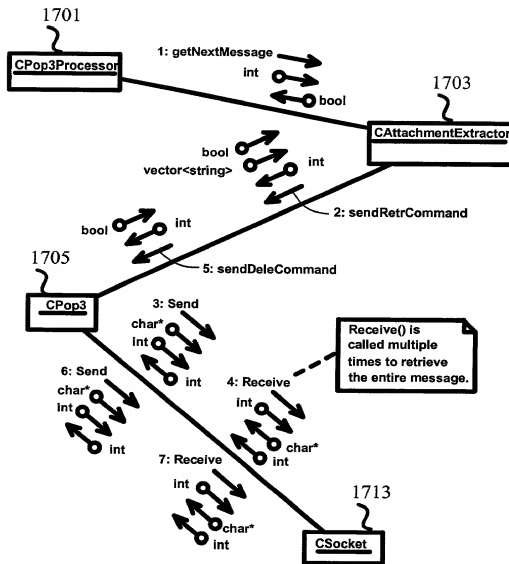 1701
CPop3Processor
1: getNextMessage
int
bool
1703
CAttachmentExtractor
bool
vector<string>
int
2: sendRetrCommand
bool
int
5: sendDeleCommand
1705
CPop3
3: Send
char*
int
int
6: Send
char*
int
int
4: Receive
int
char*
int
Receive() is
called multiple
times to retrieve
the entire message.
7: Receive
int
char*
int
1713
CSocket